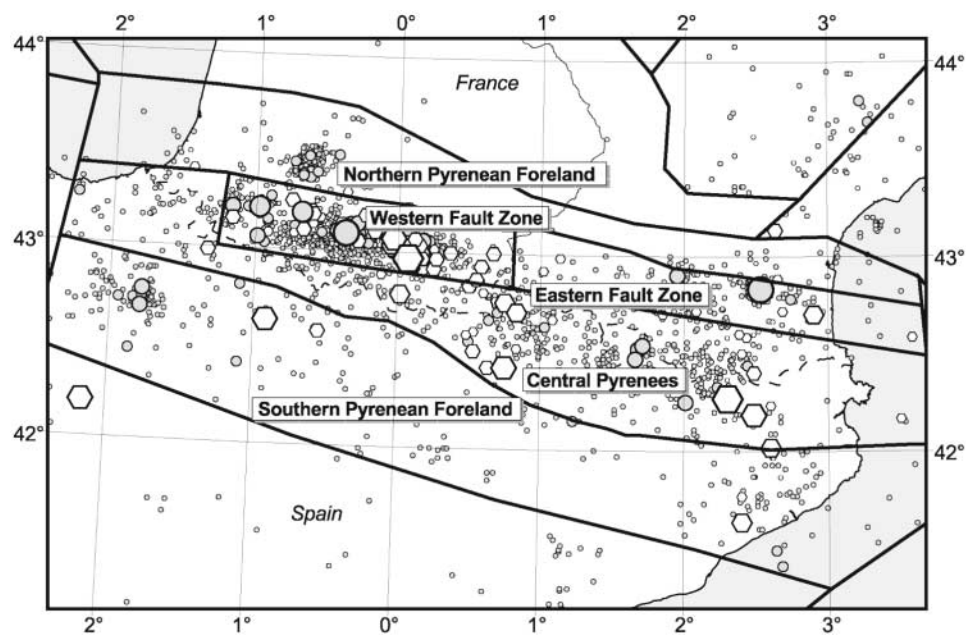 2° 1° 0° 1° 2° 3°
44° 44°
France
Northern Pyrenean Foreland
Western Fault Zone
43° 43°
Eastern Fault Zone
Central Pyrenees
Southern Pyrenean Foreland
42° 42°
Spain
2° 1° 0° 1° 2° 3°